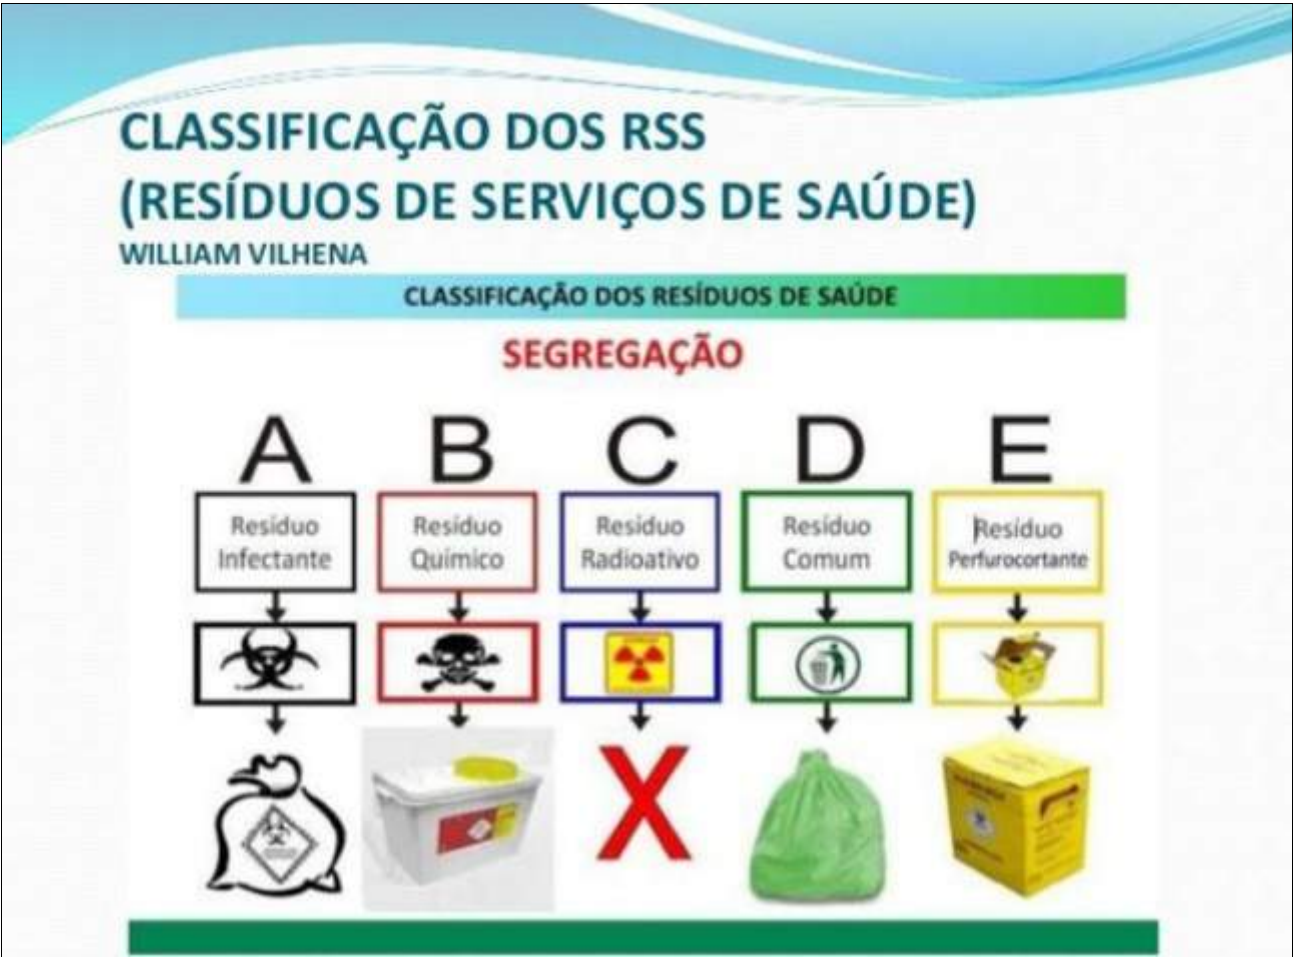 CLASSIFICAÇÃO DOS RSS
(RESÍDUOS DE SERVIÇOS DE SAÚDE)
WILLIAM VILHENA
CLASSIFICAÇÃO DOS RESÍDUOS DE SAÚDE
SEGREGAÇÃO
A B C D E
Resíduo Resíduo Resíduo Resíduo Resíduo
Infectante Químico Radioativo Comum Perfurocortante
X